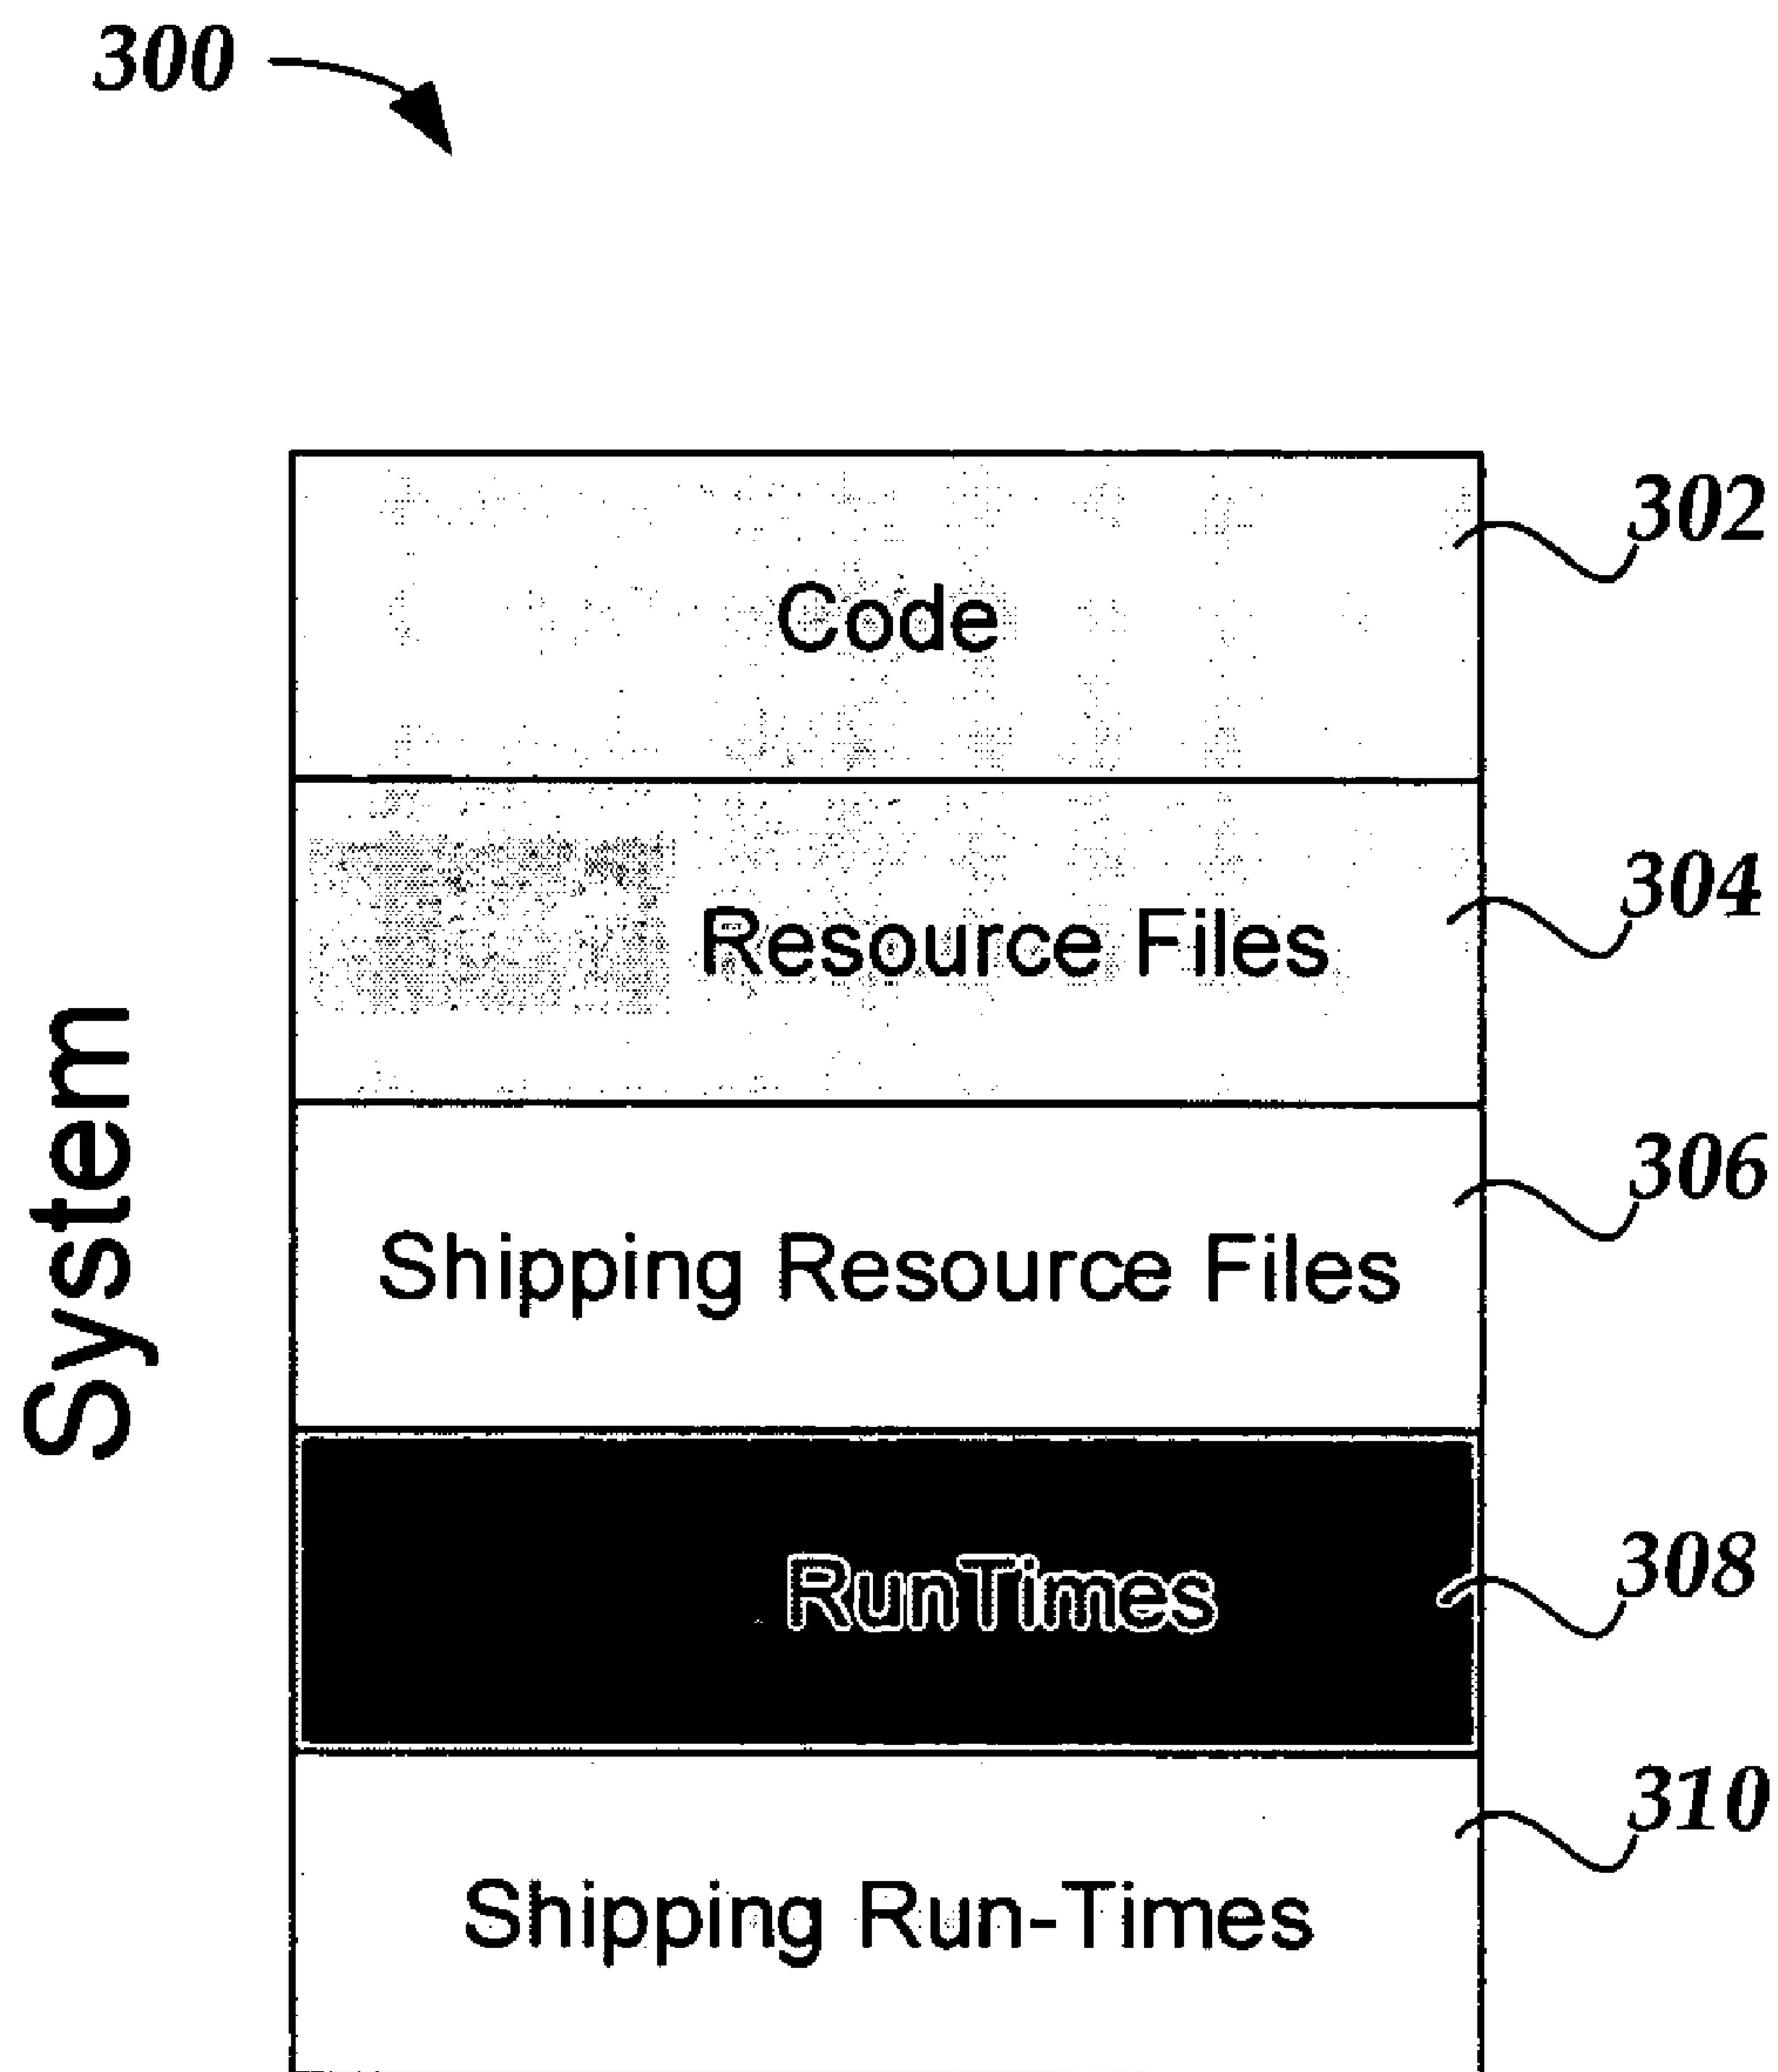 300
302
Code
304
Resource Files
System
306
Shipping Resource Files
308
RunTimes
310
Shipping Run-Times